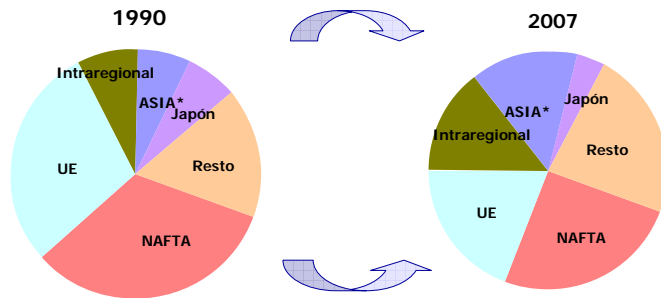 1990
2007
Intraregional
ASIA*
Japón
UE
Resto
NAFTA
ASIA*
Japón
Intraregional
Resto
UE
NAFTA